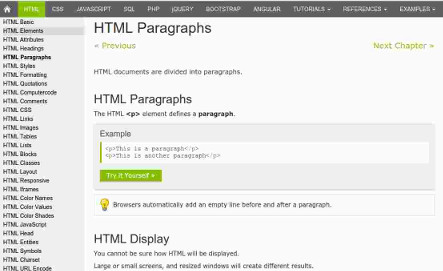 HTML CSS JAVASCRIPT SQL PHP jQUERY BOOTSTRAP ANGULAR TUTORIALS REFERENCES EXAMPLES
HTML Basic
HTML Elements
HTML Attributes
HTML Headings
HTML Paragraphs
HTML Styles
HTML Formatting
HTML Quotations
HTML Computercode
HTML Comments
HTML CSS
HTML Links
HTML Images
HTML Tables
HTML Lists
HTML Blocks
HTML Classes
HTML Layout
HTML Responsive
HTML Iframes
HTML Color Names
HTML Color Values
HTML Color Shades
HTML JavaScript
HTML Head
HTML Entities
HTML Symbols
HTML Charset
HTML URL Encode
HTML Paragraphs
« Previous
Next Chapter »
HTML documents are divided into paragraphs.
HTML Paragraphs
The HTML <p> element defines a paragraph.
Example
<p>This is a paragraph</p>
<p>This is another paragraph</p>
Try it Yourself »
Browsers automatically add an empty line before and after a paragraph.
HTML Display
You cannot be sure how HTML will be displayed.
Large or small screens, and resized windows will create different results.